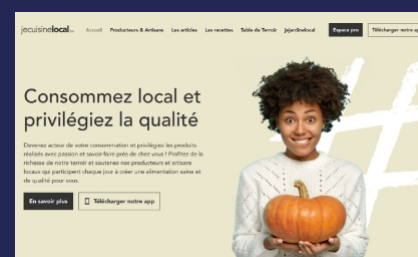 jecuisinelocal
Accueil Producteurs & Artisans Les articles Les recettes Table de Terroir Jejardinelocal Espace pro Télécharger notre ap
Consommez local et
privilégiez la qualité
Devenez acteur de votre consommation et privilégiez les produits
réalisés avec passion et savoir-faire près de chez vous ! Profitez de la
richesse de notre terroir et soutenez nos producteurs et artisans
locaux qui participent chaque jour à créer une alimentation saine et
de qualité pour vous.
En savoir plus Télécharger notre app